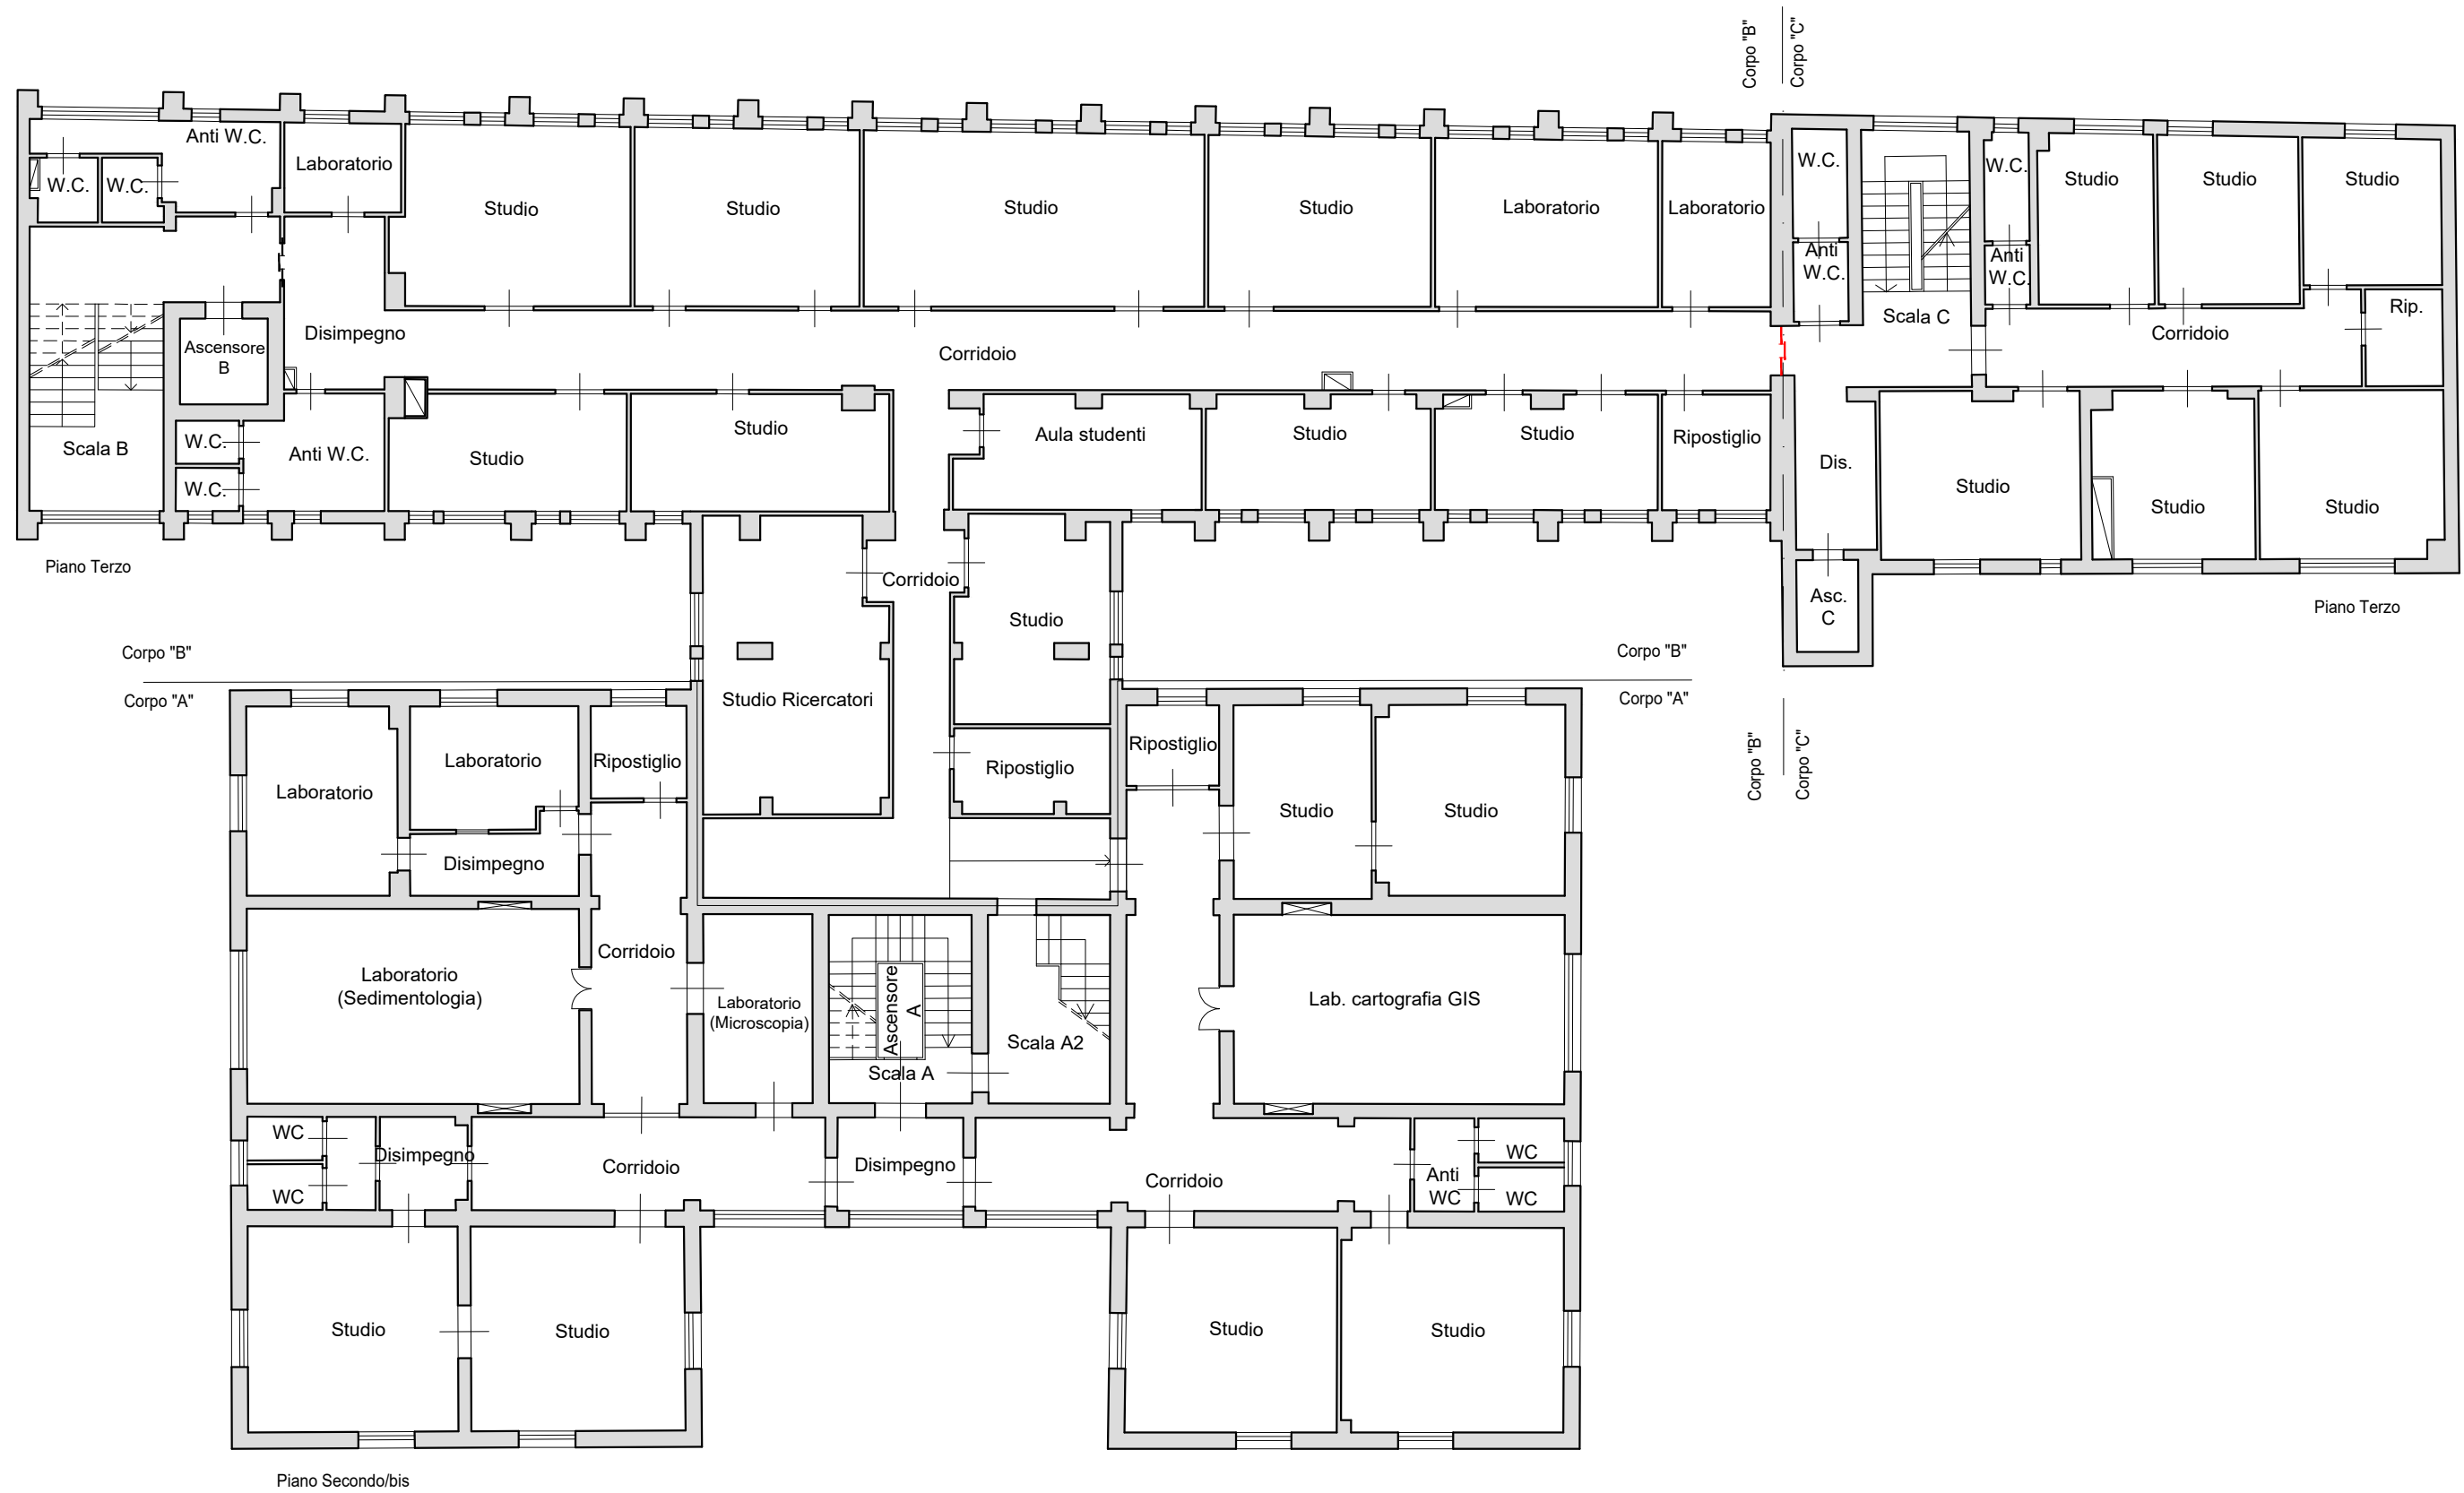 Corpo "B"
Corpo "C"
Anti W.C.
W.C.
W.C.
Laboratorio
Studio
Studio
Studio
Studio
Laboratorio
Laboratorio
W.C.
Anti
W.C.
Scala C
W.C.
Anti
W.C.
Studio
Studio
Studio
Rip.
Corridoio
Disimpegno
Ascensore
B
Corridoio
Scala B
W.C.
W.C.
Anti W.C.
Studio
Studio
Aula studenti
Studio
Studio
Ripostiglio
Dis.
Studio
Studio
Studio
Piano Terzo
Corridoio
Studio
Asc.
C
Piano Terzo
Corpo "B"
Corpo "A"
Corpo "B"
Corpo "A"
Corpo "B"
Corpo "C"
Studio Ricercatori
Ripostiglio
Laboratorio
Laboratorio
Ripostiglio
Disimpegno
Ripostiglio
Studio
Studio
Corridoio
Laboratorio
(Sedimentologia)
Laboratorio
(Microscopia)
Ascensore
A
Scala A
Scala A2
Lab. cartografia GIS
WC
WC
Disimpegno
Corridoio
Disimpegno
Corridoio
Anti
WC
WC
WC
Studio
Studio
Studio
Studio
Piano Secondo/bis